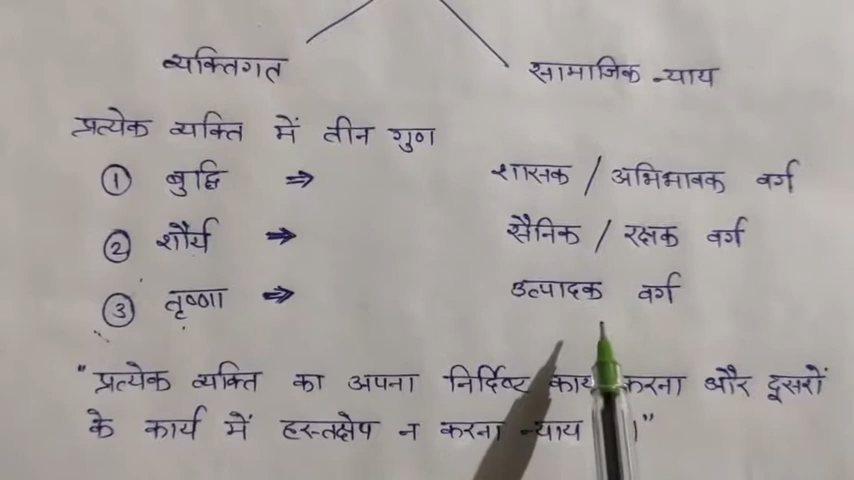 व्यक्तिगत सामाजिक न्याय
प्रत्येक व्यक्ति में तीन गुण
① बुद्धि ⇒ शासक / अभिभावक वर्ग
② शौर्य ⇒ सैनिक / रक्षक वर्ग
③ तृष्णा ⇒ उत्पादक वर्ग
"प्रत्येक व्यक्ति का अपना निर्दिष्ट कार्य करना और दूसरों
के कार्य में हस्तक्षेप न करना न्याय ।"